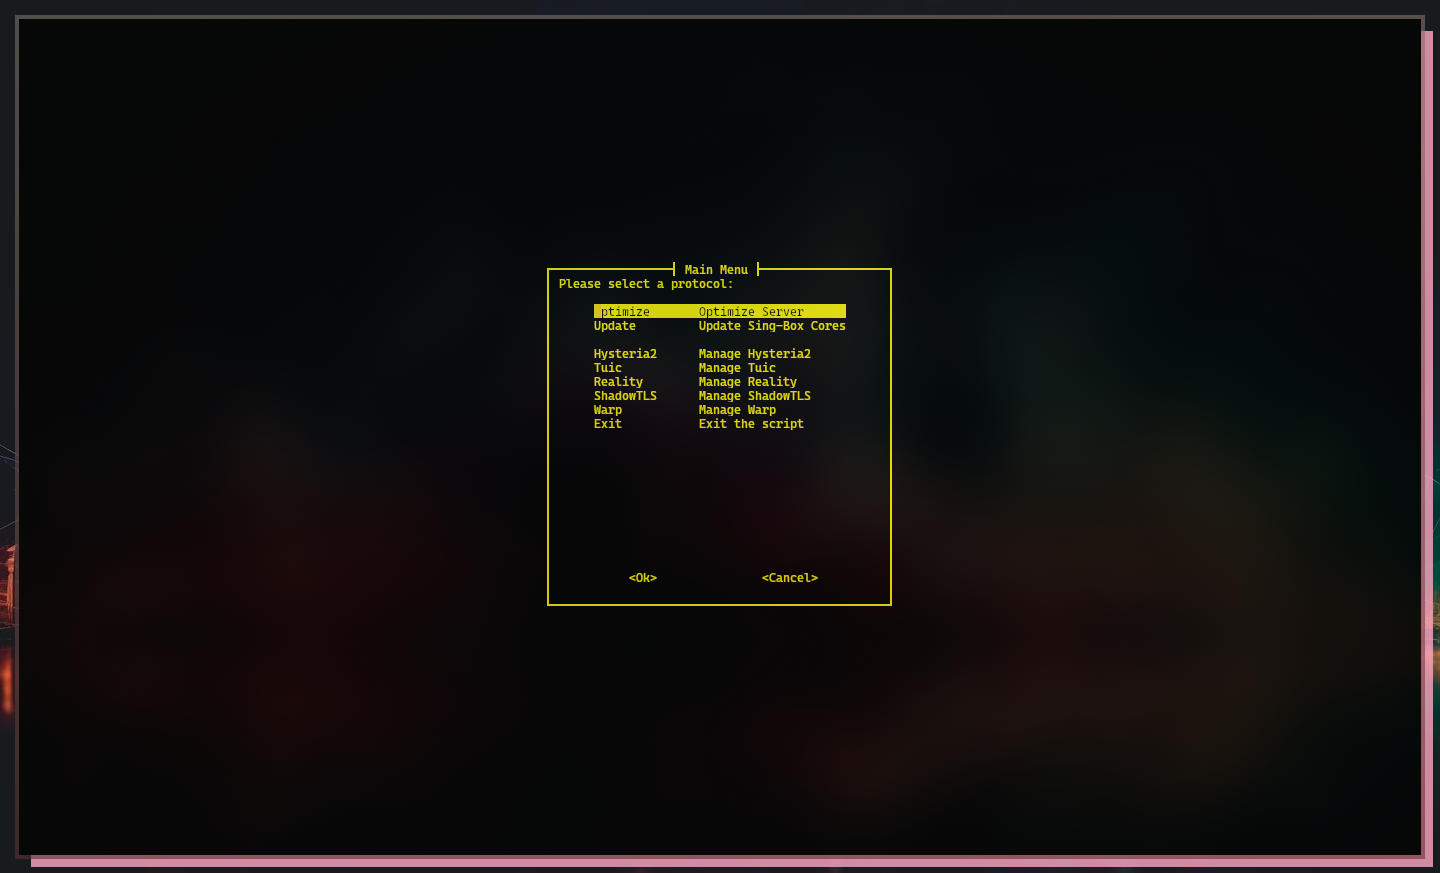 Main Menu
Please select a protocol:
ptimize Optimize Server
Update Update Sing-Box Cores
Hysteria2 Manage Hysteria2
Tuic Manage Tuic
Reality Manage Reality
ShadowTLS Manage ShadowTLS
Warp Manage Warp
Exit Exit the script
<Ok> <Cancel>